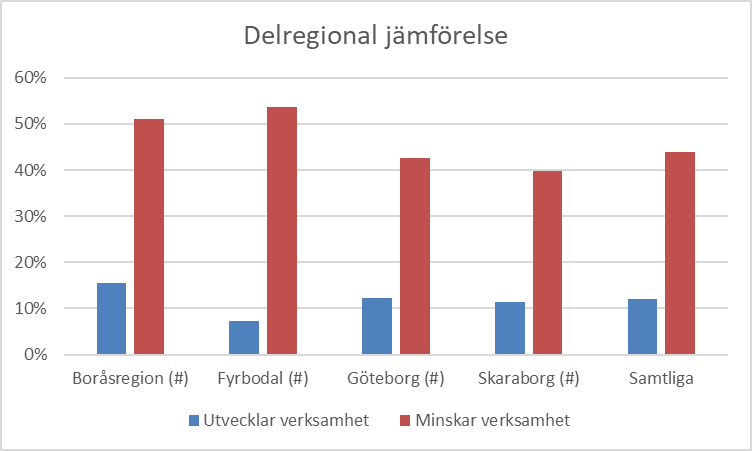 Delregional jämförelse
60%
50%
40%
30%
20%
10%
0%
Boråsregion (#) Fyrbodal (#) Göteborg (#) Skaraborg (#) Samtliga
Utvecklar verksamhet Minskar verksamhet